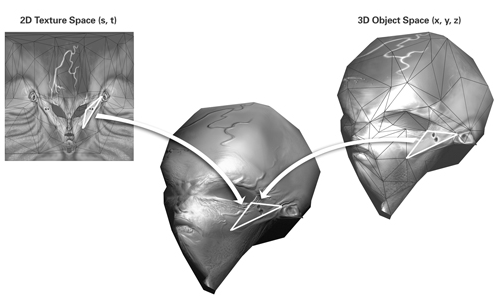 2D Texture Space (s, t)
3D Object Space (x, y, z)